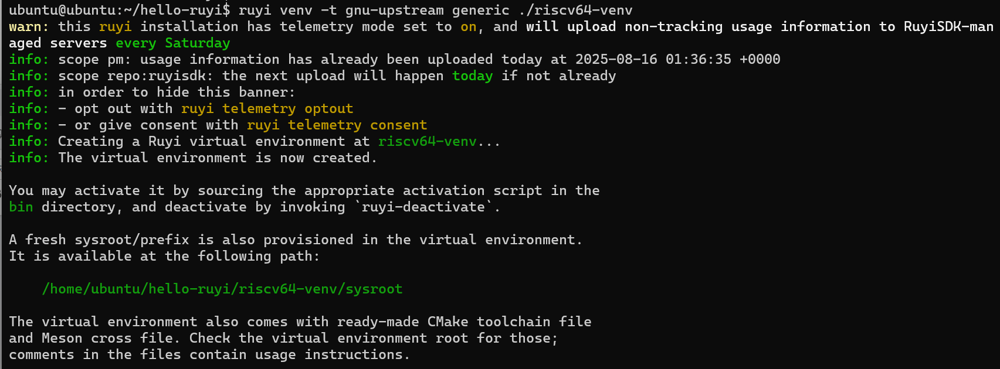 ubuntu@ubuntu:~/hello-ruyi$ ruyi venv -t gnu-upstream generic ./riscv64-venv
warn: this ruyi installation has telemetry mode set to on, and will upload non-tracking usage information to RuyiSDK-man
aged servers every Saturday
info: scope pm: usage information has already been uploaded today at 2025-08-16 01:36:35 +0000
info: scope repo:ruyisdk: the next upload will happen today if not already
info: in order to hide this banner:
info: - opt out with ruyi telemetry optout
info: - or give consent with ruyi telemetry consent
info: Creating a Ruyi virtual environment at riscv64-venv...
info: The virtual environment is now created.
You may activate it by sourcing the appropriate activation script in the
bin directory, and deactivate by invoking `ruyi-deactivate`.
A fresh sysroot/prefix is also provisioned in the virtual environment.
It is available at the following path:
/home/ubuntu/hello-ruyi/riscv64-venv/sysroot
The virtual environment also comes with ready-made CMake toolchain file
and Meson cross file. Check the virtual environment root for those;
comments in the files contain usage instructions.